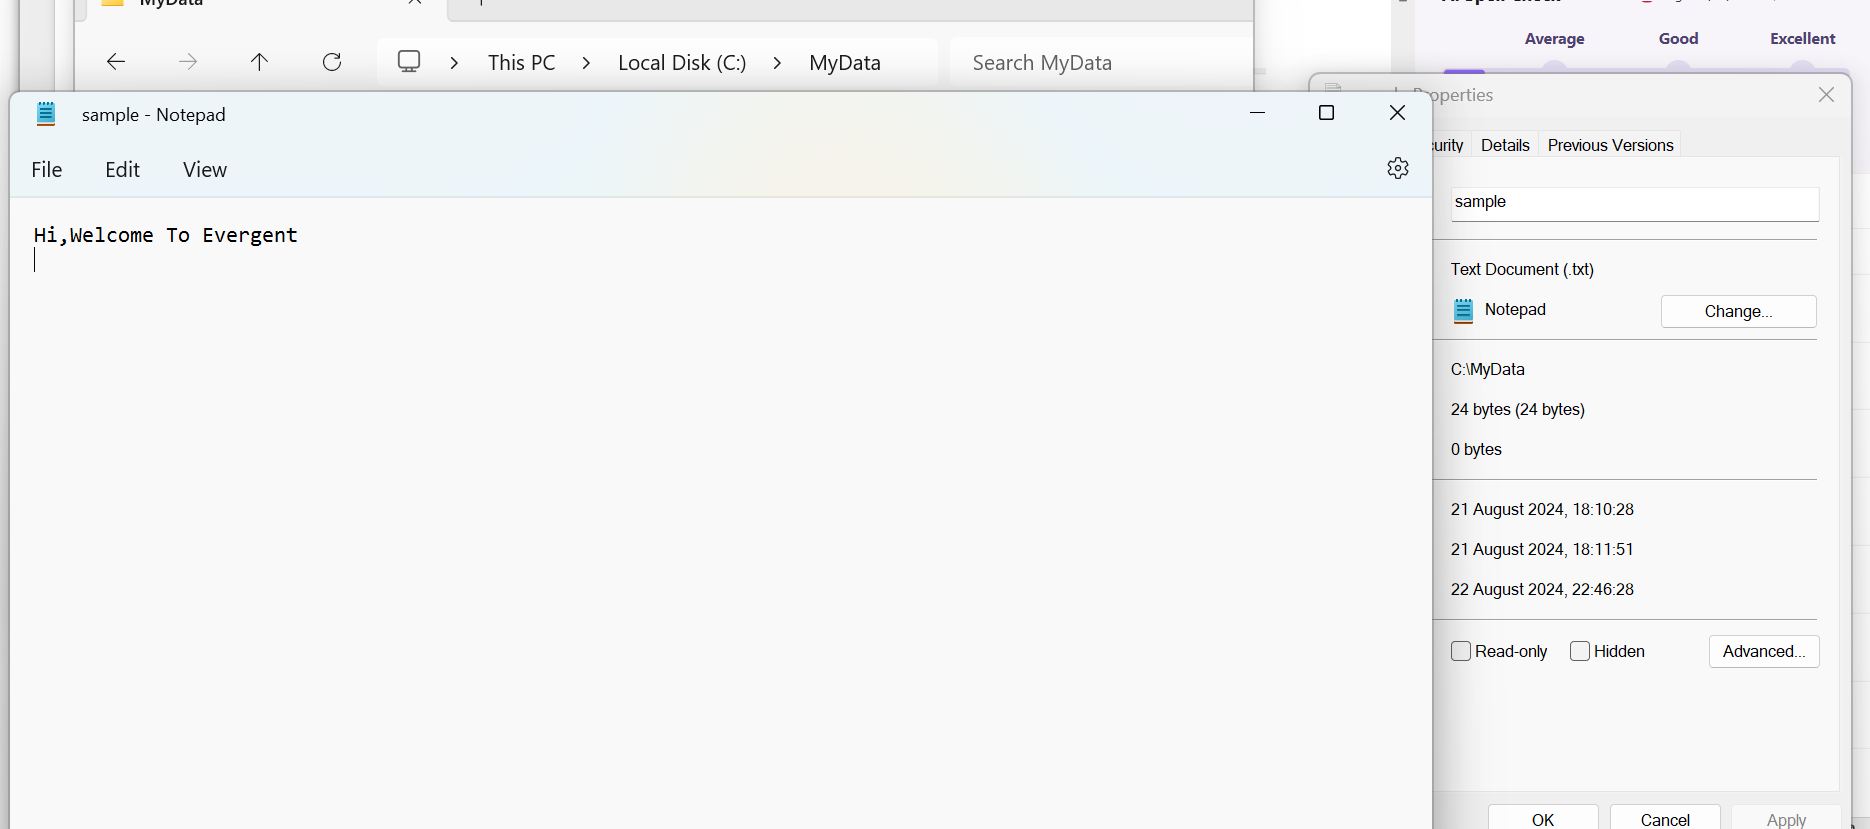 MyData
This PC > Local Disk (C:) > MyData
Search MyData
Average Good Excellent
sample - Notepad
File Edit View
Hi,Welcome To Evergent
Properties
Details Previous Versions
sample
Text Document (.txt)
Notepad Change...
C:\MyData
24 bytes (24 bytes)
0 bytes
21 August 2024, 18:10:28
21 August 2024, 18:11:51
22 August 2024, 22:46:28
Read-only Hidden Advanced...
OK Cancel Apply